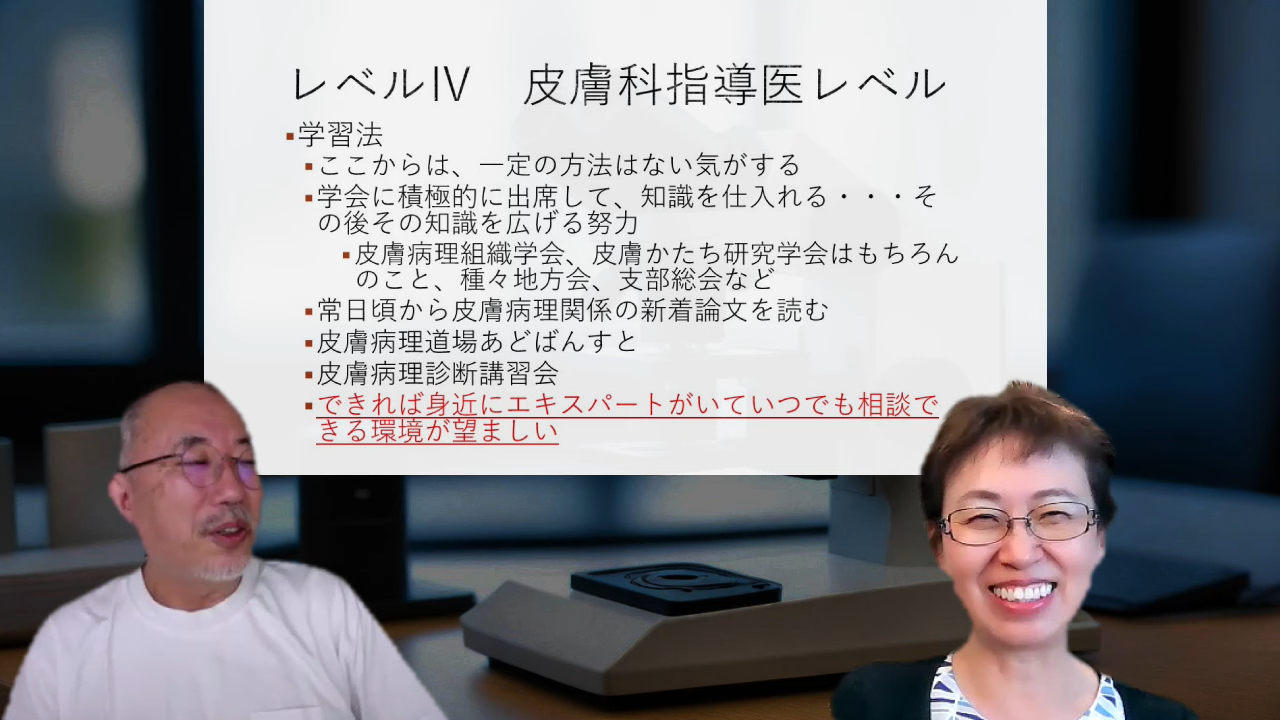 レベルⅣ　皮膚科指導医レベル
▪学習法
▪ここからは、一定の方法はない気がする
▪学会に積極的に出席して、知識を仕入れる・・・そ
の後その知識を広げる努力
▪皮膚病理組織学会、皮膚かたち研究学会はもちろん
のこと、種々地方会、支部総会など
▪常日頃から皮膚病理関係の新着論文を読む
▪皮膚病理道場あどばんすと
▪皮膚病理診断講習会
▪できれば身近にエキスパートがいていつでも相談で
きる環境が望ましい